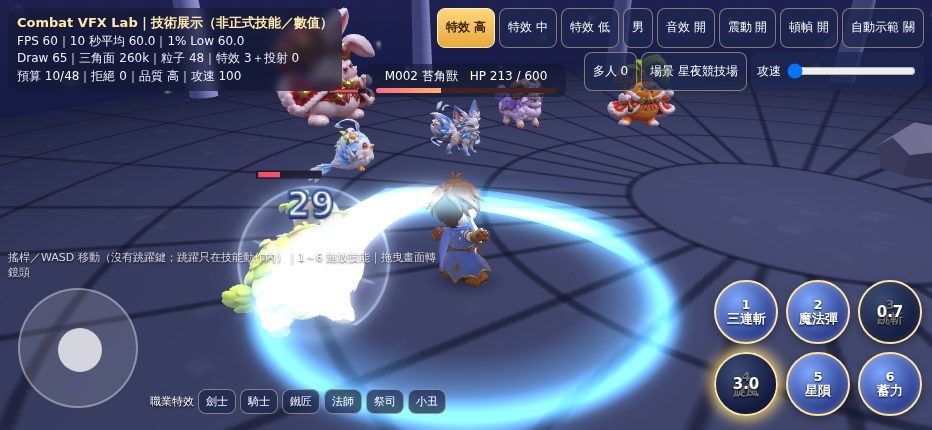 Combat VFX Lab｜技術展示（非正式技能／數值）
FPS 60｜10 秒平均 60.0｜1% Low 60.0
Draw 65｜三角面 260k｜粒子 48｜特效 3＋投射 0
預算 10/48｜拒絕 0｜品質 高｜攻速 100
特效 高
特效 中
特效 低
男
音效 開
震動 開
頓幀 開
自動示範 關
多人 0
場景 星夜競技場
攻速
M002 苔角獸 HP 213 / 600
29
搖桿／WASD 移動（沒有跳躍鍵；跳躍只在技能動作內）｜1～6 施放技能｜拖曳畫面轉
鏡頭
1
三連斬
2
魔法彈
3
跳斬
0.7
4
旋風
3.0
5
星隕
6
蓄力
職業特效
劍士
騎士
鐵匠
法師
祭司
小丑